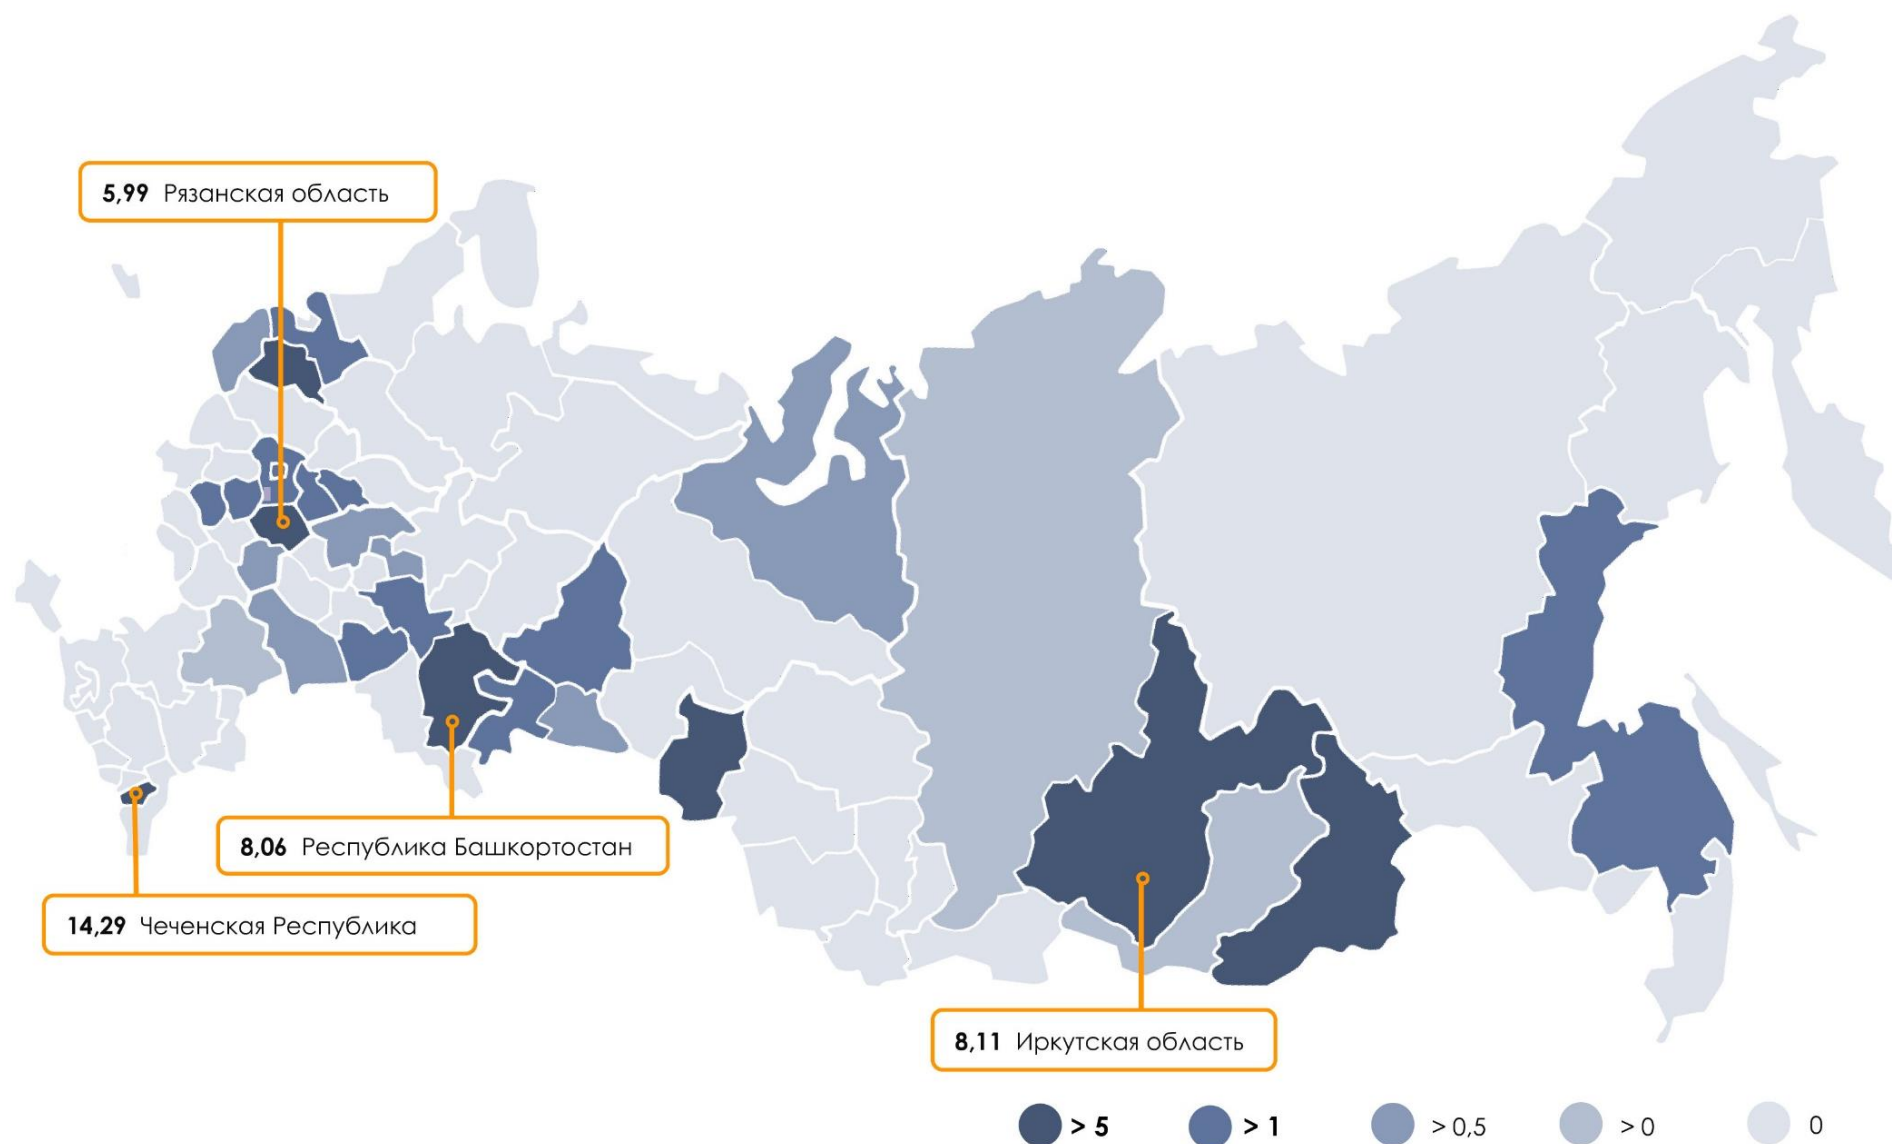 5,99 Рязанская область
8,06 Республика Башкортостан
14,29 Чеченская Республика
8,11 Иркутская область
> 5
> 1
> 0,5
> 0
0